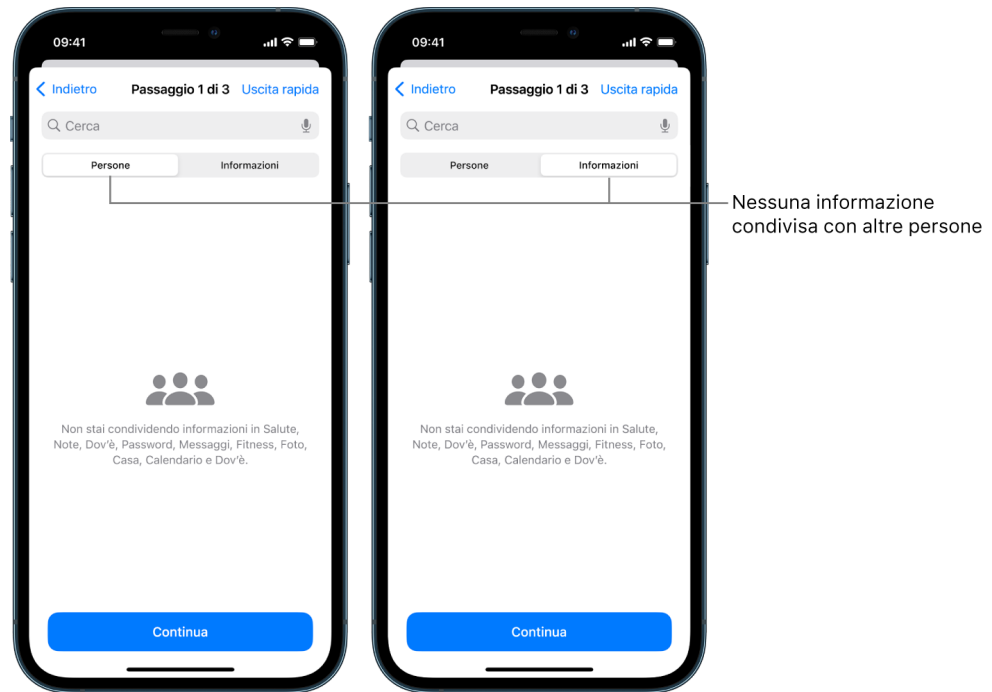 09:41
Indietro Passaggio 1 di 3 Uscita rapida
Cerca
Persone Informazioni
Non stai condividendo informazioni in Salute,
Note, Dov'è, Password, Messaggi, Fitness, Foto,
Casa, Calendario e Dov'è.
Continua
09:41
Indietro Passaggio 1 di 3 Uscita rapida
Cerca
Persone Informazioni
Non stai condividendo informazioni in Salute,
Note, Dov'è, Password, Messaggi, Fitness, Foto,
Casa, Calendario e Dov'è.
Continua
Nessuna informazione
condivisa con altre persone